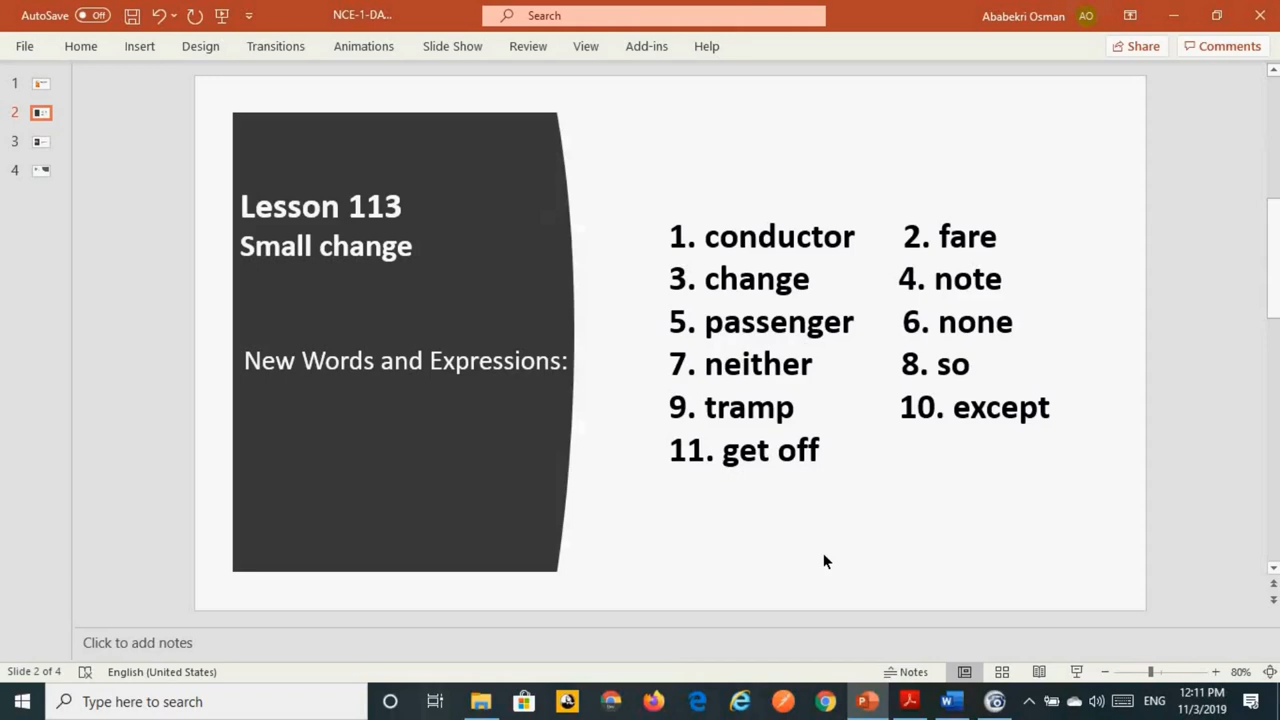 AutoSave Off NCE-1-DA... Search Ababekri Osman AO
File Home Insert Design Transitions Animations Slide Show Review View Add-ins Help Share Comments
1
2
3
4
Lesson 113
Small change
New Words and Expressions:
1. conductor 2. fare
3. change 4. note
5. passenger 6. none
7. neither 8. so
9. tramp 10. except
11. get off
Click to add notes
Slide 2 of 4 English (United States) Notes 80%
Type here to search ENG 12:11 PM
11/3/2019